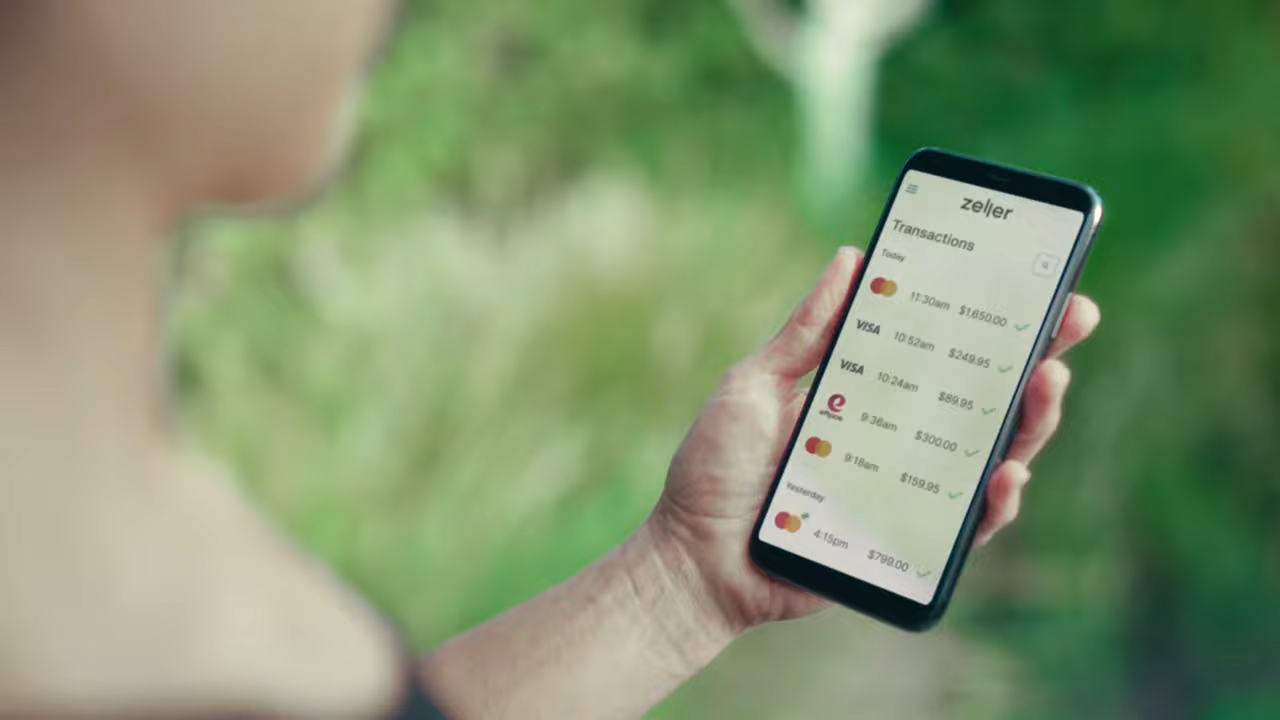 zeller
Transactions
Today
11:30am $1,650.00
VISA 10:52am $249.95
VISA 10:24am $89.95
eftpos 9:36am $300.00
9:18am $159.95
Yesterday
4:15pm $799.00